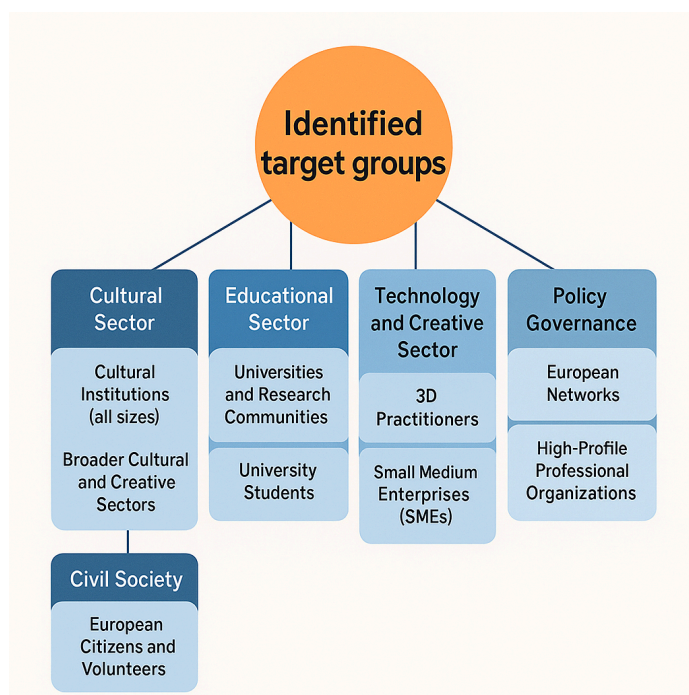 Identified
target groups
Cultural
Sector
Cultural
Institutions
(all sizes)
Broader Cultural
and Creative
Sectors
Educational
Sector
Universities
and Research
Communities
University
Students
Technology
and Creative
Sector
3D
Practitioners
Small Medium
Enterprises
(SMEs)
Policy
Governance
European
Networks
High-Profile
Professional
Organizations
Civil Society
European
Citizens and
Volunteers